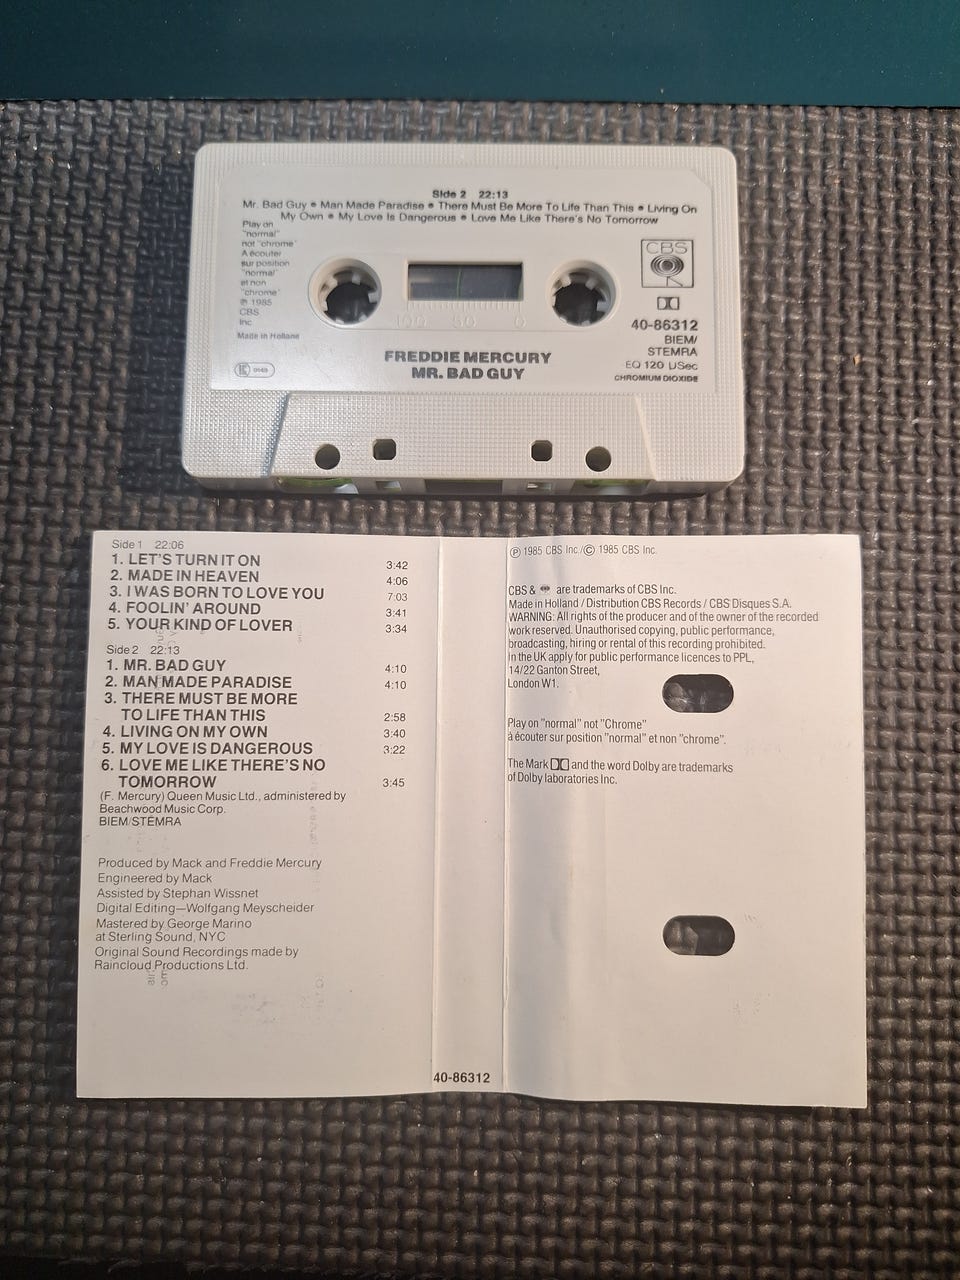 Side 2 22:13
Mr. Bad Guy • Man Made Paradise • There Must Be More To Life Than This • Living On
My Own • My Love Is Dangerous • Love Me Like There's No Tomorrow
Play on
"normal"
not "chrome"
A écouter
sur position
"normal"
et non
"chrome"
℗ 1985
CBS
Inc.
Made in Holland
CBS
40-86312
BIEM/
STEMRA
EQ 120 µSec
CHROMIUM DIOXIDE
100 50 0
FREDDIE MERCURY
MR. BAD GUY
Side 1 22:06
1. LET'S TURN IT ON 3:42
2. MADE IN HEAVEN 4:06
3. I WAS BORN TO LOVE YOU 7:03
4. FOOLIN' AROUND 3:41
5. YOUR KIND OF LOVER 3:34
Side 2 22:13
1. MR. BAD GUY 4:10
2. MAN MADE PARADISE 4:10
3. THERE MUST BE MORE
TO LIFE THAN THIS 2:58
4. LIVING ON MY OWN 3:40
5. MY LOVE IS DANGEROUS 3:22
6. LOVE ME LIKE THERE'S NO
TOMORROW 3:45
(F. Mercury) Queen Music Ltd., administered by
Beachwood Music Corp.
BIEM/STEMRA
Produced by Mack and Freddie Mercury
Engineered by Mack
Assisted by Stephan Wissnet
Digital Editing—Wolfgang Meyscheider
Mastered by George Marino
at Sterling Sound, NYC
Original Sound Recordings made by
Raincloud Productions Ltd.
40-86312
℗ 1985 CBS Inc./© 1985 CBS Inc.
CBS & are trademarks of CBS Inc.
Made in Holland / Distribution CBS Records / CBS Disques S.A.
WARNING: All rights of the producer and of the owner of the recorded
work reserved. Unauthorised copying, public performance,
broadcasting, hiring or rental of this recording prohibited.
In the UK apply for public performance licences to PPL,
14/22 Ganton Street,
London W1.
Play on "normal" not "Chrome"
à écouter sur position "normal" et non "chrome".
The Mark and the word Dolby are trademarks
of Dolby laboratories Inc.